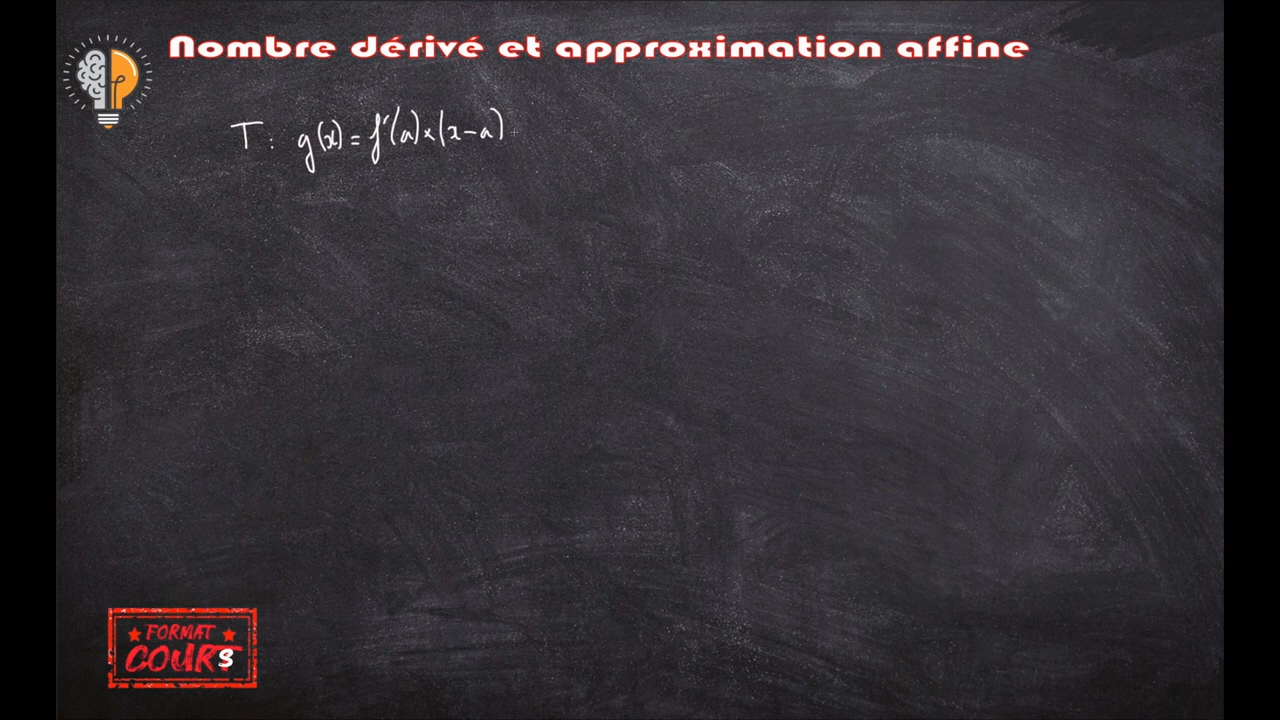 Nombre dérivé et approximation affine
T : g(x) = f'(a) × (x - a)
FORMAT
COURS